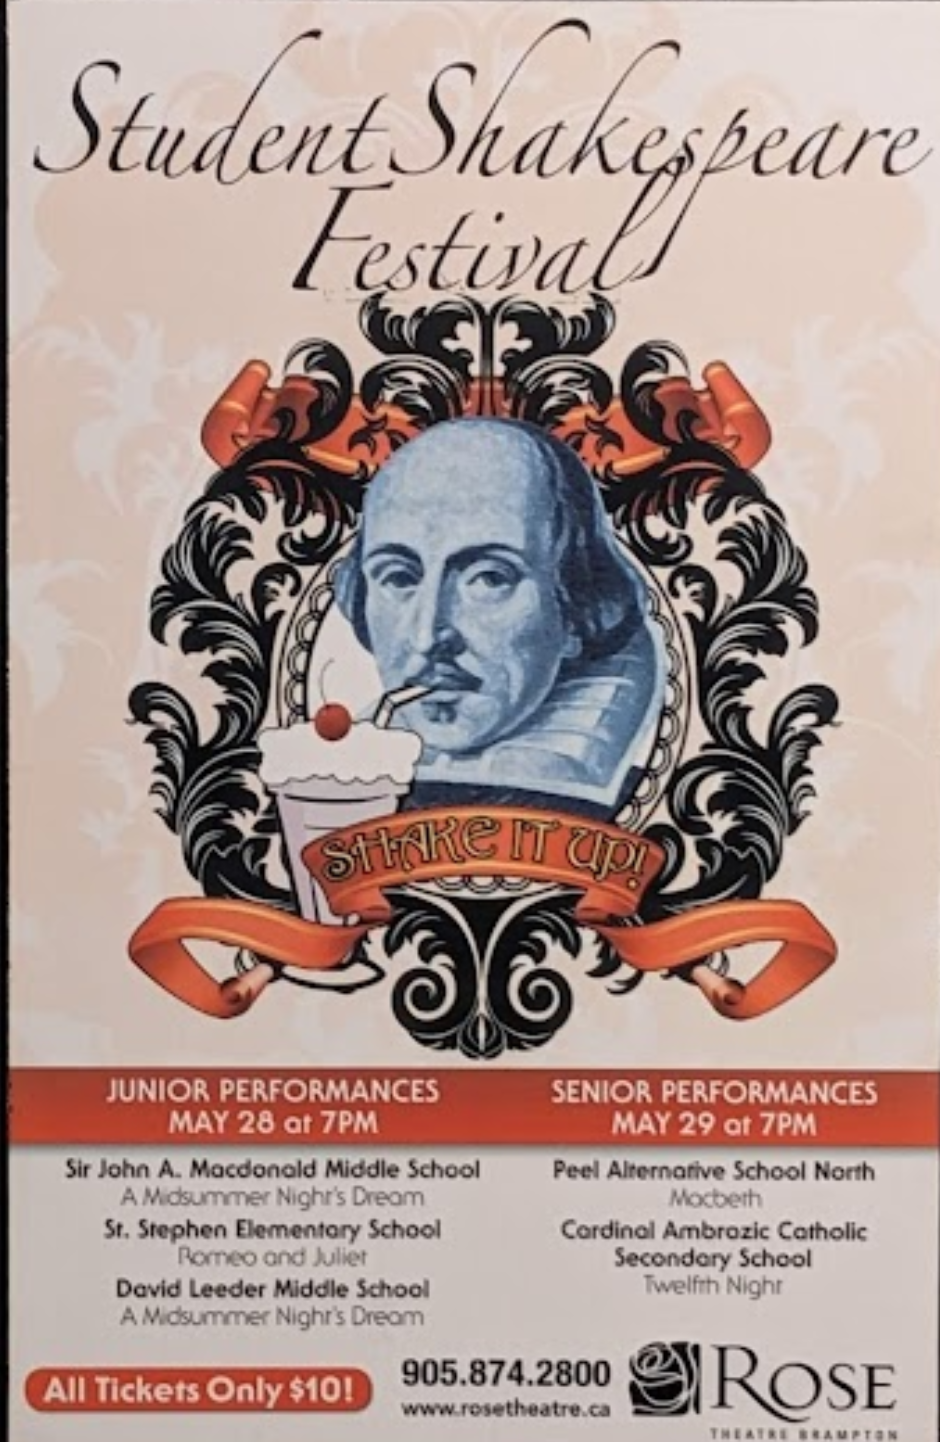 Student Shakespeare
Festival
SHAKE IT UP!
JUNIOR PERFORMANCES
MAY 28 at 7PM
Sir John A. Macdonald Middle School
A Midsummer Night's Dream
St. Stephen Elementary School
Romeo and Juliet
David Leeder Middle School
A Midsummer Night's Dream
SENIOR PERFORMANCES
MAY 29 at 7PM
Peel Alternative School North
Macbeth
Cardinal Ambrozic Catholic
Secondary School
Twelfth Night
All Tickets Only $10!
905.874.2800
www.rosetheatre.ca
ROSE
THEATRE BRAMPTON